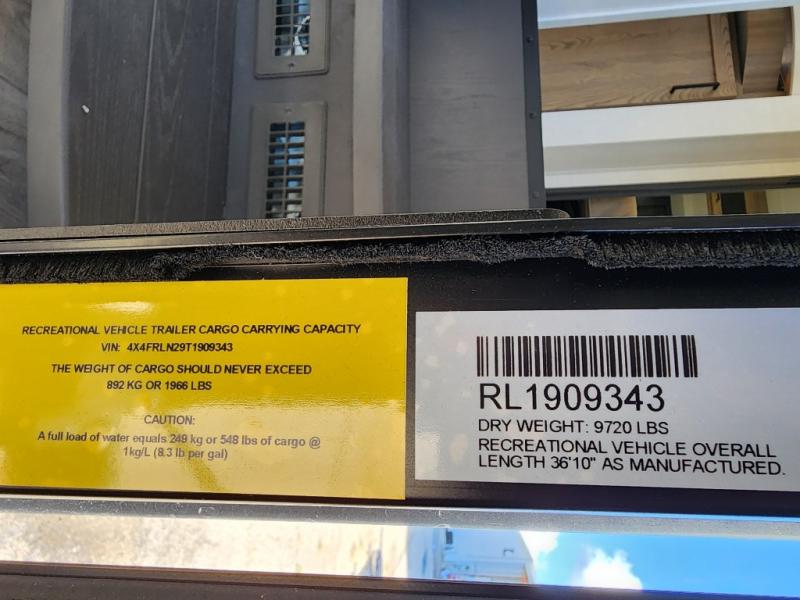 RECREATIONAL VEHICLE TRAILER CARGO CARRYING CAPACITY
VIN: 4X4FRLN29T1909343
THE WEIGHT OF CARGO SHOULD NEVER EXCEED
892 KG OR 1966 LBS
CAUTION:
A full load of water equals 249 kg or 548 lbs of cargo @
1kg/L (8.3 lb per gal)
RL1909343
DRY WEIGHT: 9720 LBS
RECREATIONAL VEHICLE OVERALL
LENGTH 36'10" AS MANUFACTURED.